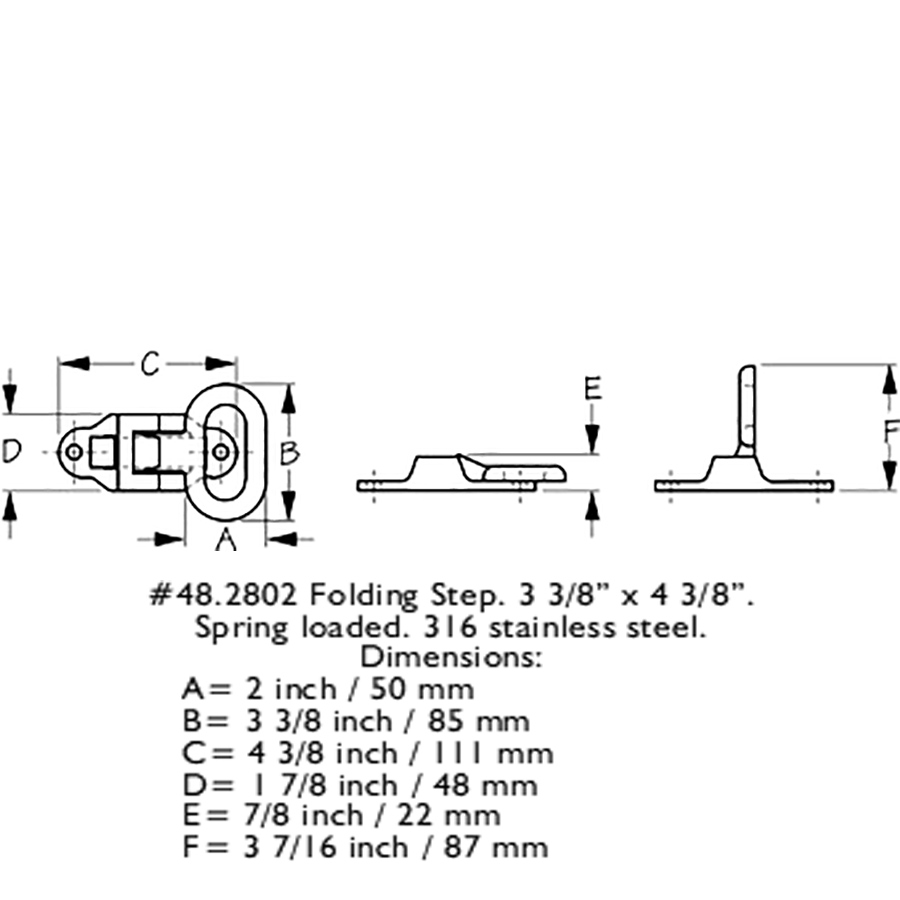 C
E
F
D
B
A
#48.2802 Folding Step. 3 3/8” x 4 3/8”.
Spring loaded. 316 stainless steel.
Dimensions:
A= 2 inch / 50 mm
B= 3 3/8 inch / 85 mm
C= 4 3/8 inch / 111 mm
D= 1 7/8 inch / 48 mm
E= 7/8 inch / 22 mm
F= 3 7/16 inch / 87 mm